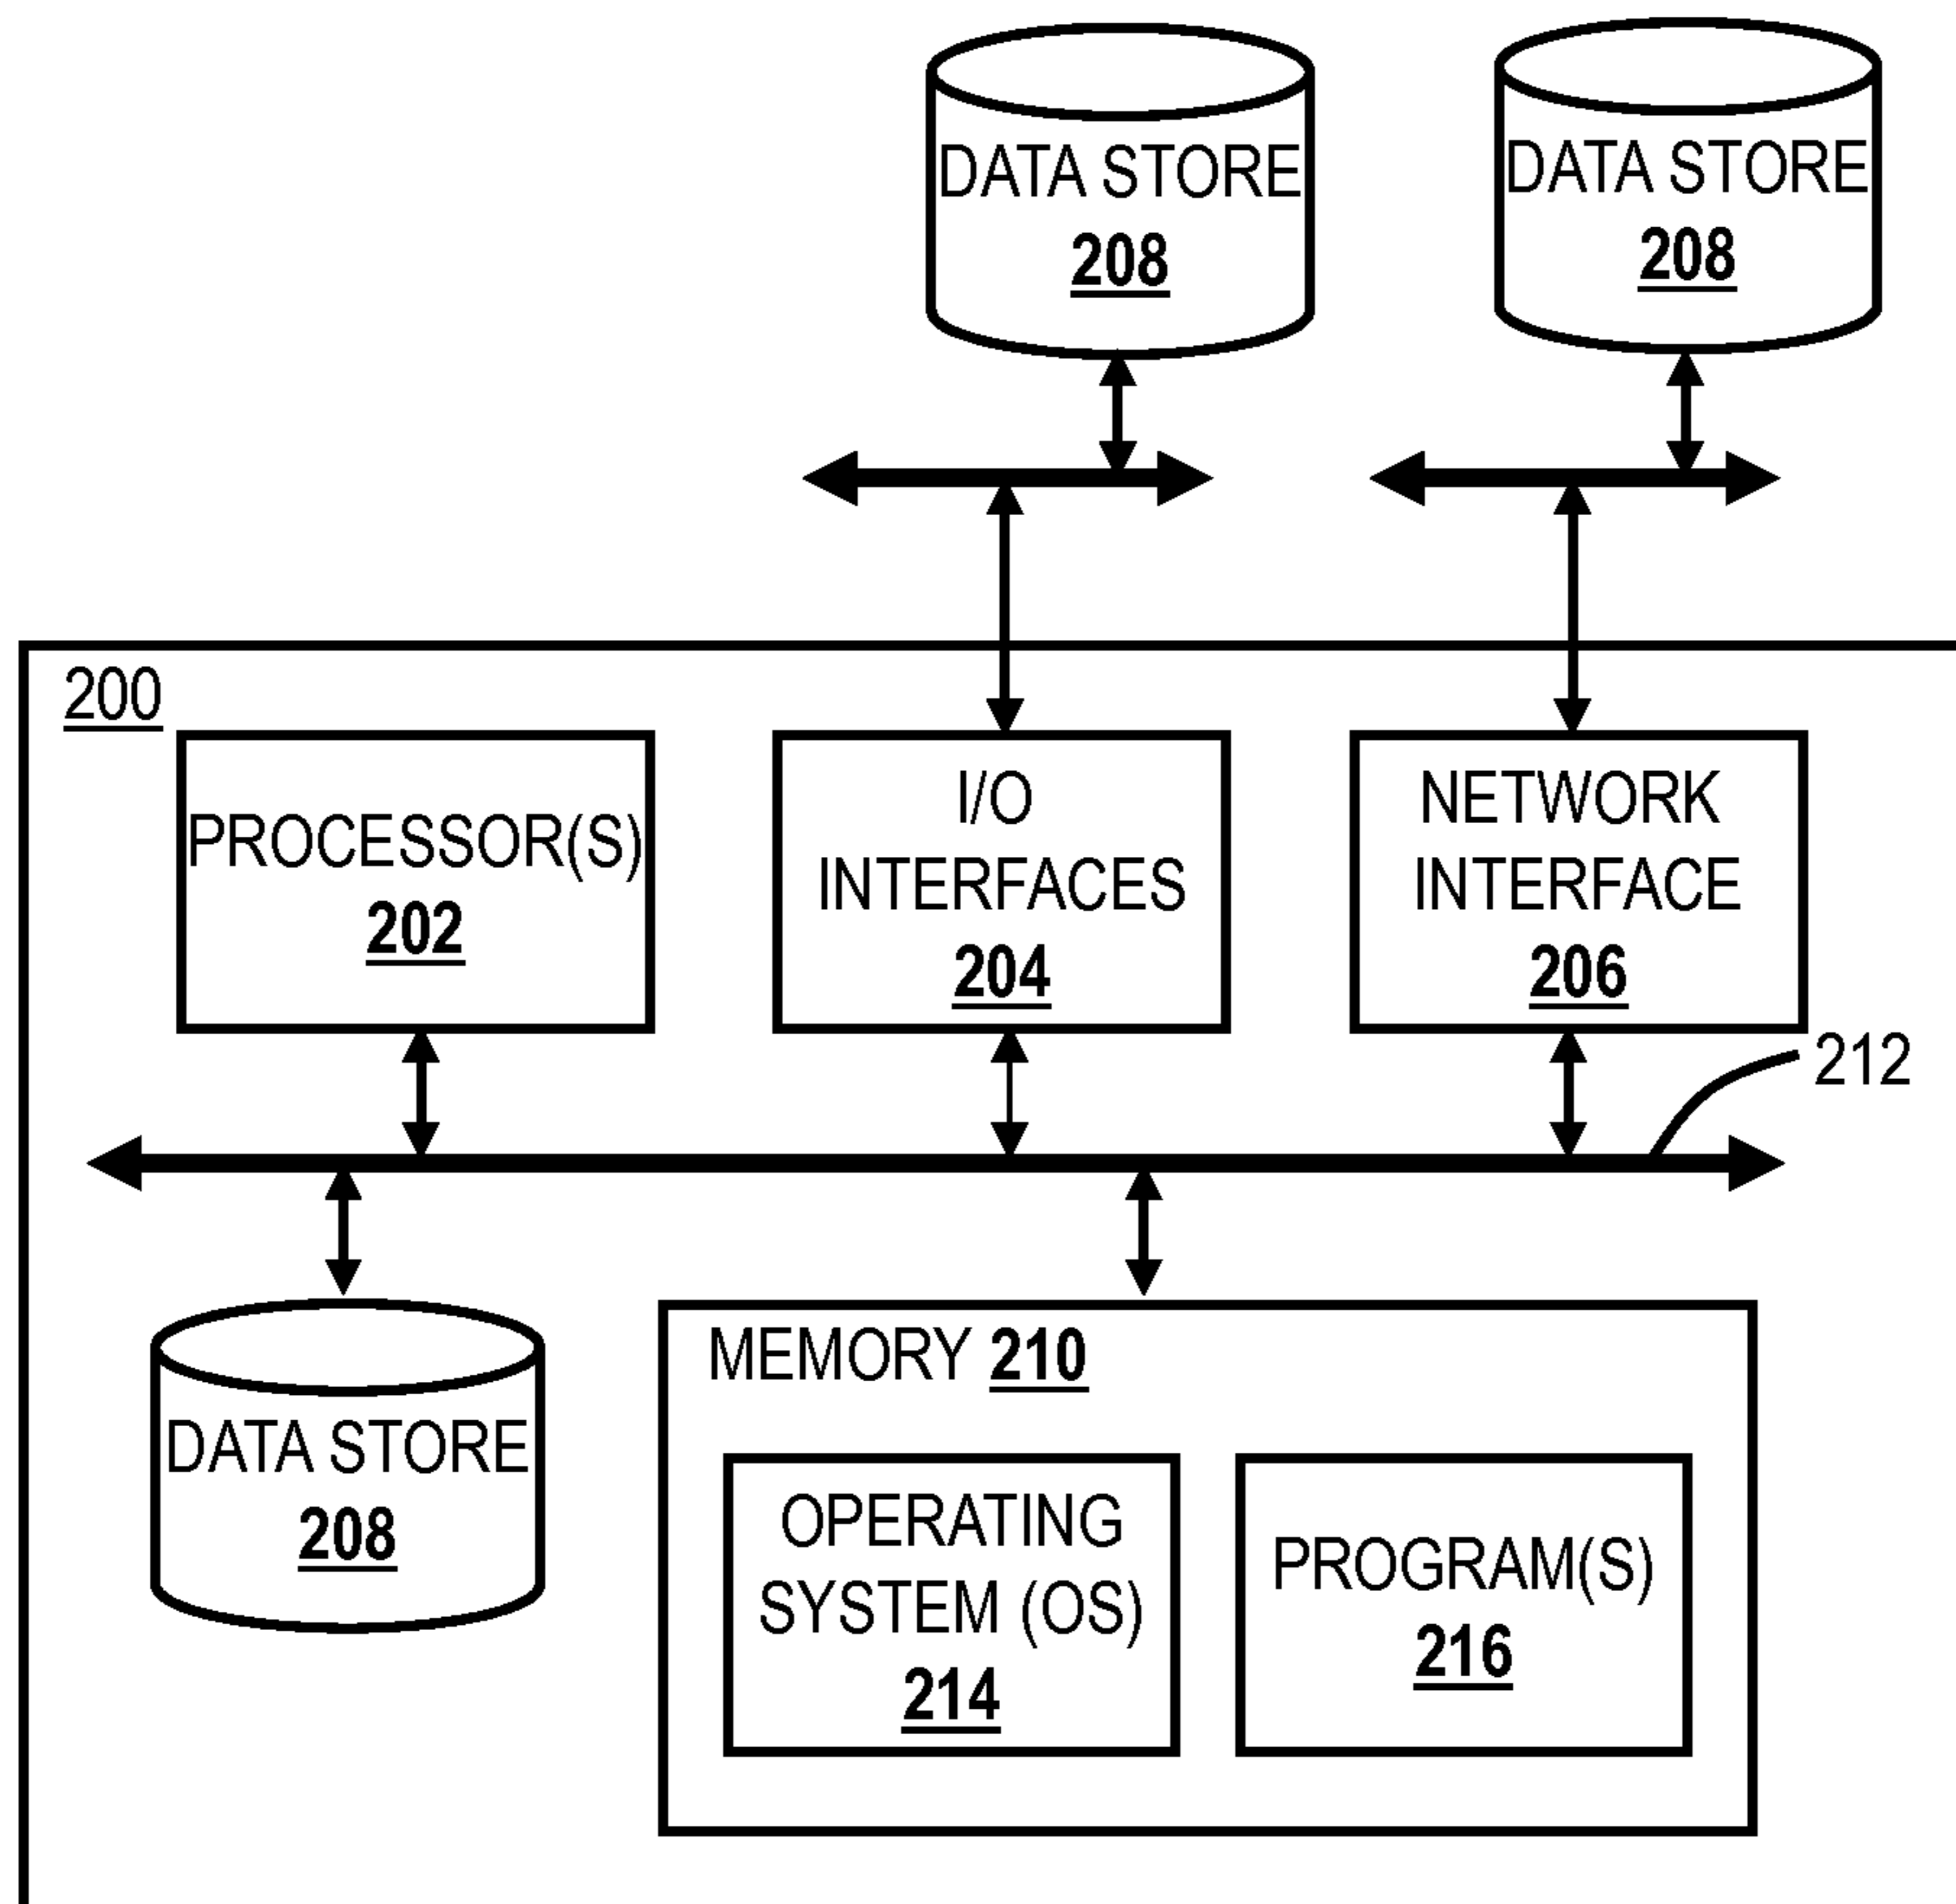 DATA STORE
208
DATA STORE
208
200
PROCESSOR(S)
202
I/O
INTERFACES
204
NETWORK
INTERFACE
206
212
DATA STORE
208
MEMORY 210
OPERATING
SYSTEM (OS)
214
PROGRAM(S)
216